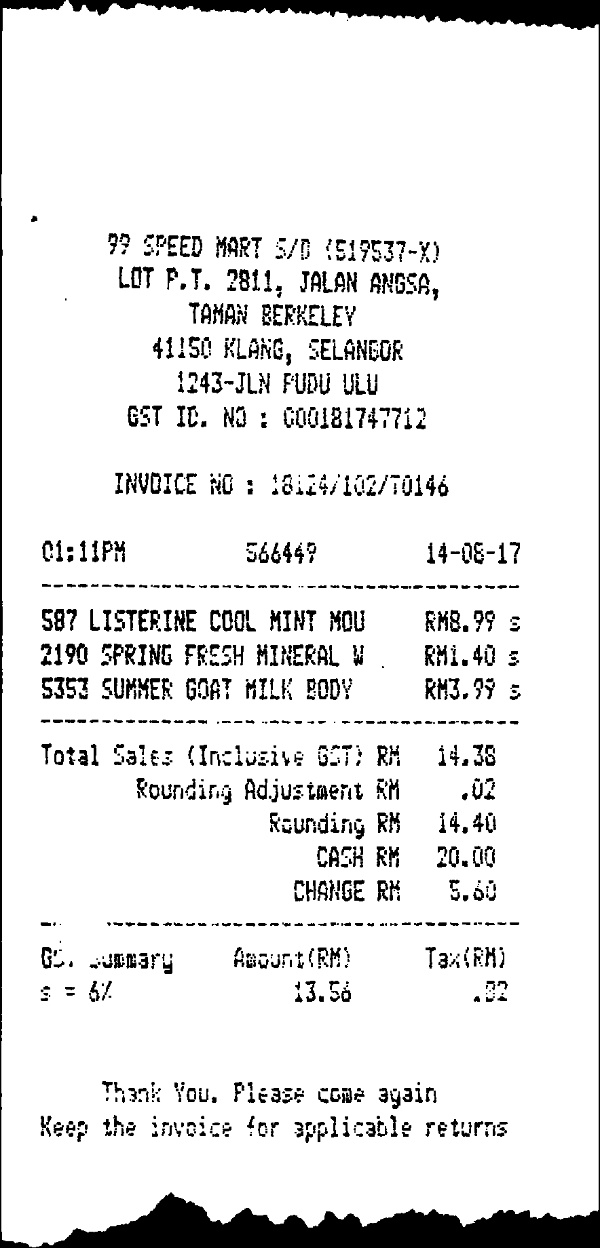 99 SPEED MART S/B (519537-X)
LOT P.T. 2811, JALAN ANGSA,
TAMAN BERKELEY
41150 KLANG, SELANGOR
1243-JLN PUDU ULU
GST ID. NO : 000181747712
INVOICE NO : 18124/102/T0146
01:11PM 566449 14-08-17
587 LISTERINE COOL MINT MOU RM8.99 s
2190 SPRING FRESH MINERAL W RM1.40 s
5353 SUMMER GOAT MILK BODY RM3.99 s
Total Sales (Inclusive GST) RM 14.38
Rounding Adjustment RM .02
Rounding RM 14.40
CASH RM 20.00
CHANGE RM 5.60
GST Summary Amount(RM) Tax(RM)
s = 6% 13.56 .82
Thank You. Please come again
Keep the invoice for applicable returns